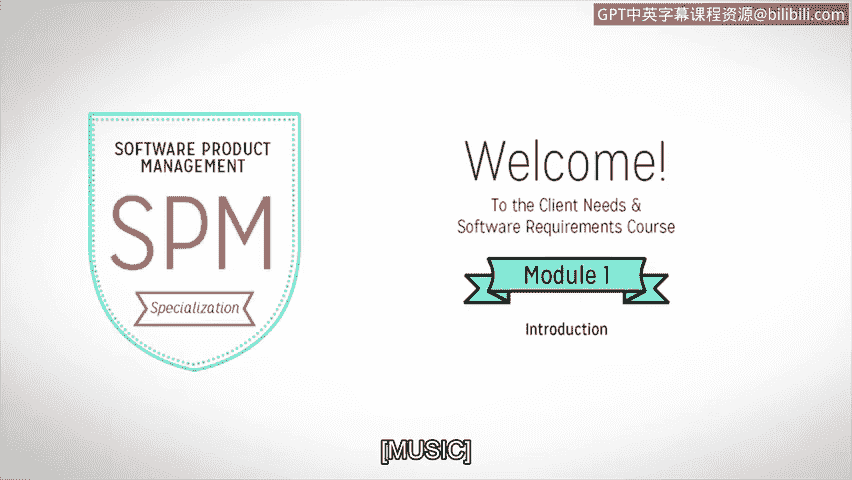 GPT中英字幕课程资源@bilibili.com
SOFTWARE PRODUCT
MANAGEMENT
SPM
Specialization
Welcome!
To the Client Needs &
Software Requirements Course
Module 1
Introduction
[MUSIC]